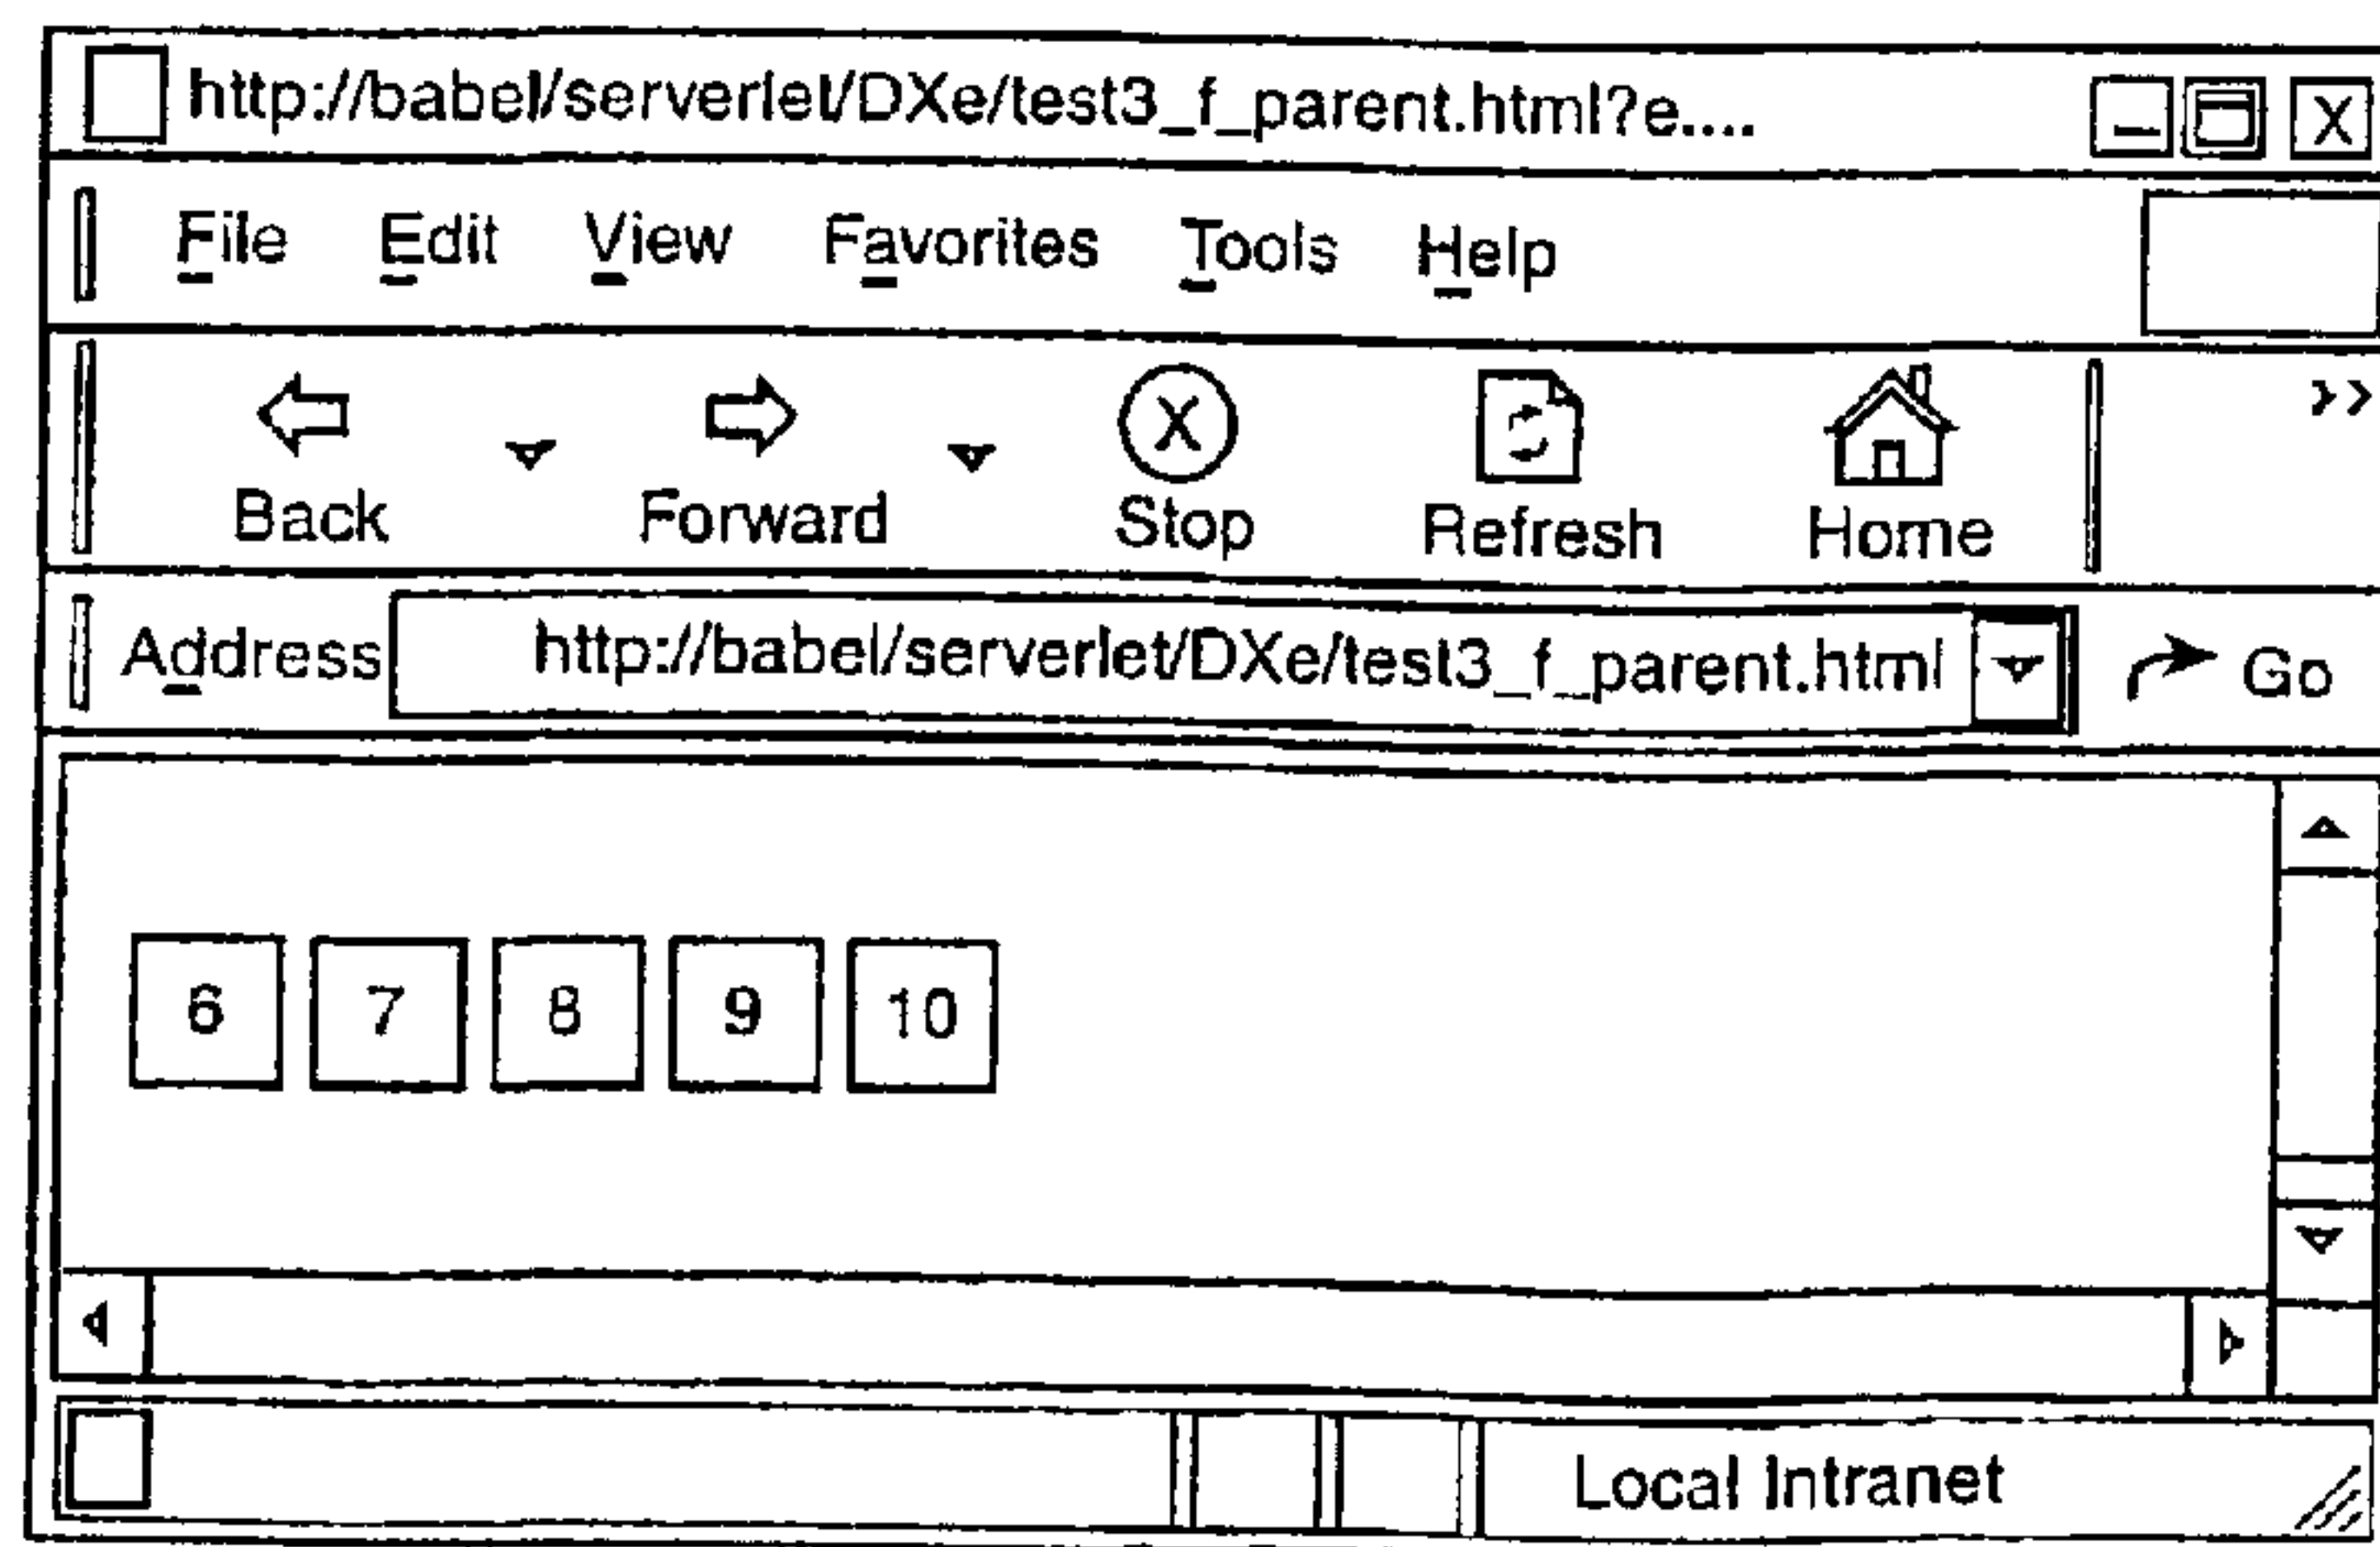 http://babel/serverlet/DXe/test3_f_parent.html?e....
File Edit View Favorites Tools Help
>>
Back Forward Stop Refresh Home
Address http://babel/serverlet/DXe/test3_f_parent.html Go
6 7 8 9 10
Local Intranet